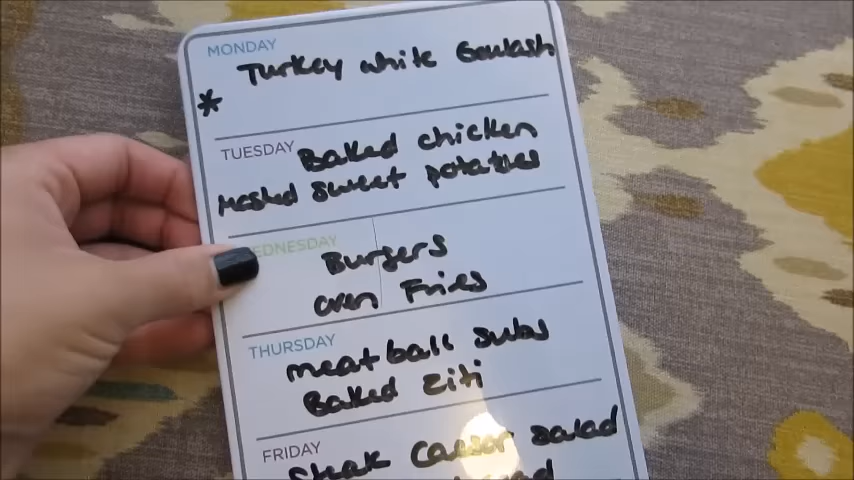 MONDAY
Turkey white Goulash
*
TUESDAY
Baked chicken
Mashed sweet potatoes
WEDNESDAY
Burgers
oven Fries
THURSDAY
meatball subs
Baked ziti
FRIDAY
Steak Caesar salad